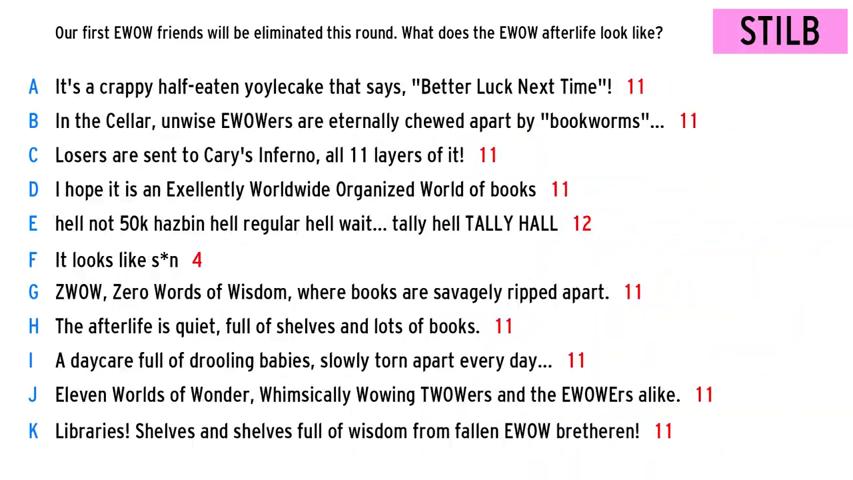 Our first EWOW friends will be eliminated this round. What does the EWOW afterlife look like?
STILB
A It's a crappy half-eaten yoylecake that says, "Better Luck Next Time"! 11
B In the Cellar, unwise EWOWers are eternally chewed apart by "bookworms"... 11
C Losers are sent to Cary's Inferno, all 11 layers of it! 11
D I hope it is an Exellently Worldwide Organized World of books 11
E hell not 50k hazbin hell regular hell wait... tally hell TALLY HALL 12
F It looks like s*n 4
G ZWOW, Zero Words of Wisdom, where books are savagely ripped apart. 11
H The afterlife is quiet, full of shelves and lots of books. 11
I A daycare full of drooling babies, slowly torn apart every day... 11
J Eleven Worlds of Wonder, Whimsically Wowing TWOWers and the EWOWErs alike. 11
K Libraries! Shelves and shelves full of wisdom from fallen EWOW bretheren! 11